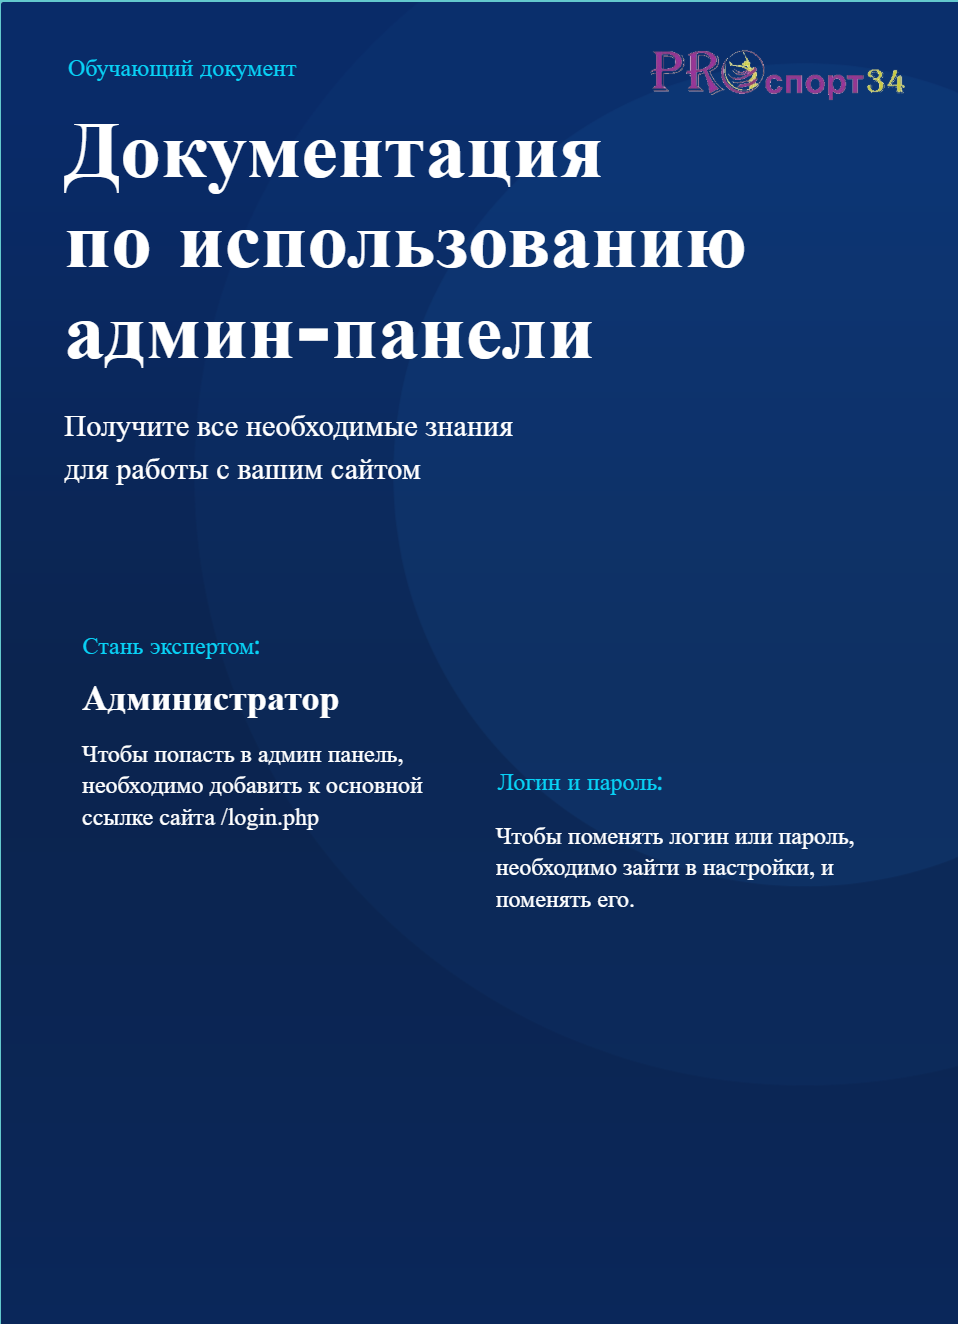 Обучающий документ
PROспорт34
Документация
по использованию
админ-панели
Получите все необходимые знания
для работы с вашим сайтом
Стань экспертом:
Администратор
Чтобы попасть в админ панель,
необходимо добавить к основной
ссылке сайта /login.php
Логин и пароль:
Чтобы поменять логин или пароль,
необходимо зайти в настройки, и
поменять его.